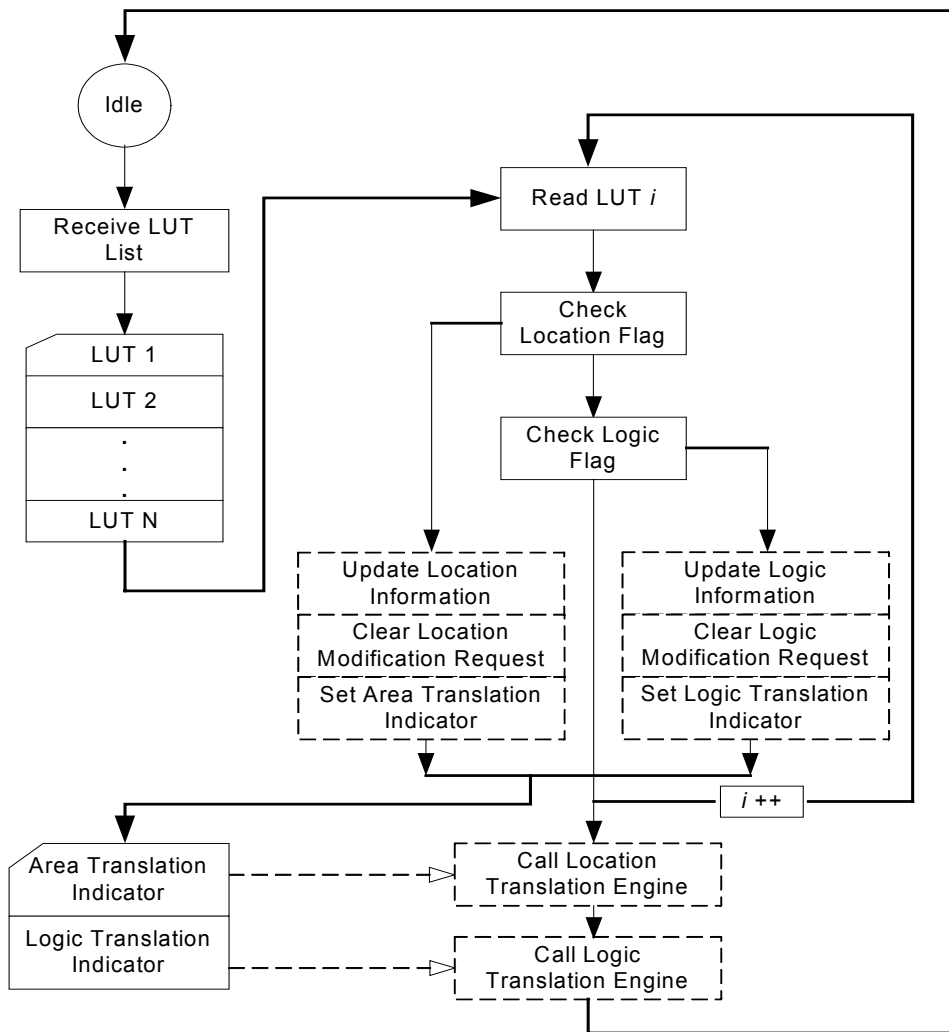 Idle
Receive LUT
List
LUT 1
LUT 2
.
.
.
LUT N
Read LUT i
Check
Location Flag
Check Logic
Flag
Update Location
Information
Clear Location
Modification Request
Set Area Translation
Indicator
Update Logic
Information
Clear Logic
Modification Request
Set Logic Translation
Indicator
i ++
Area Translation
Indicator
Logic Translation
Indicator
Call Location
Translation Engine
Call Logic
Translation Engine